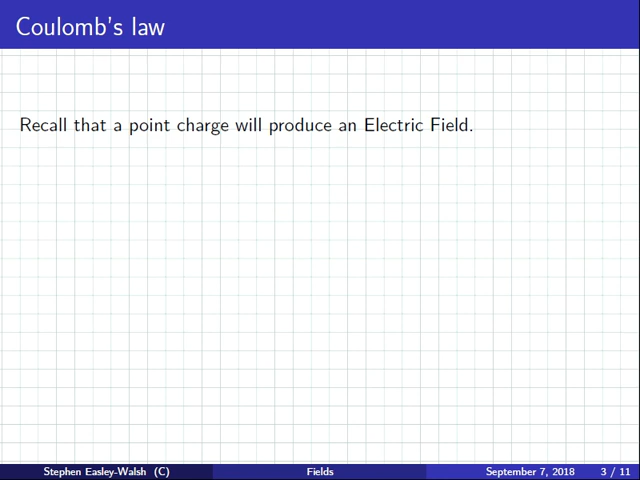 Coulomb's law
Recall that a point charge will produce an Electric Field.
Stephen Easley-Walsh (C) Fields September 7, 2018 3 / 11